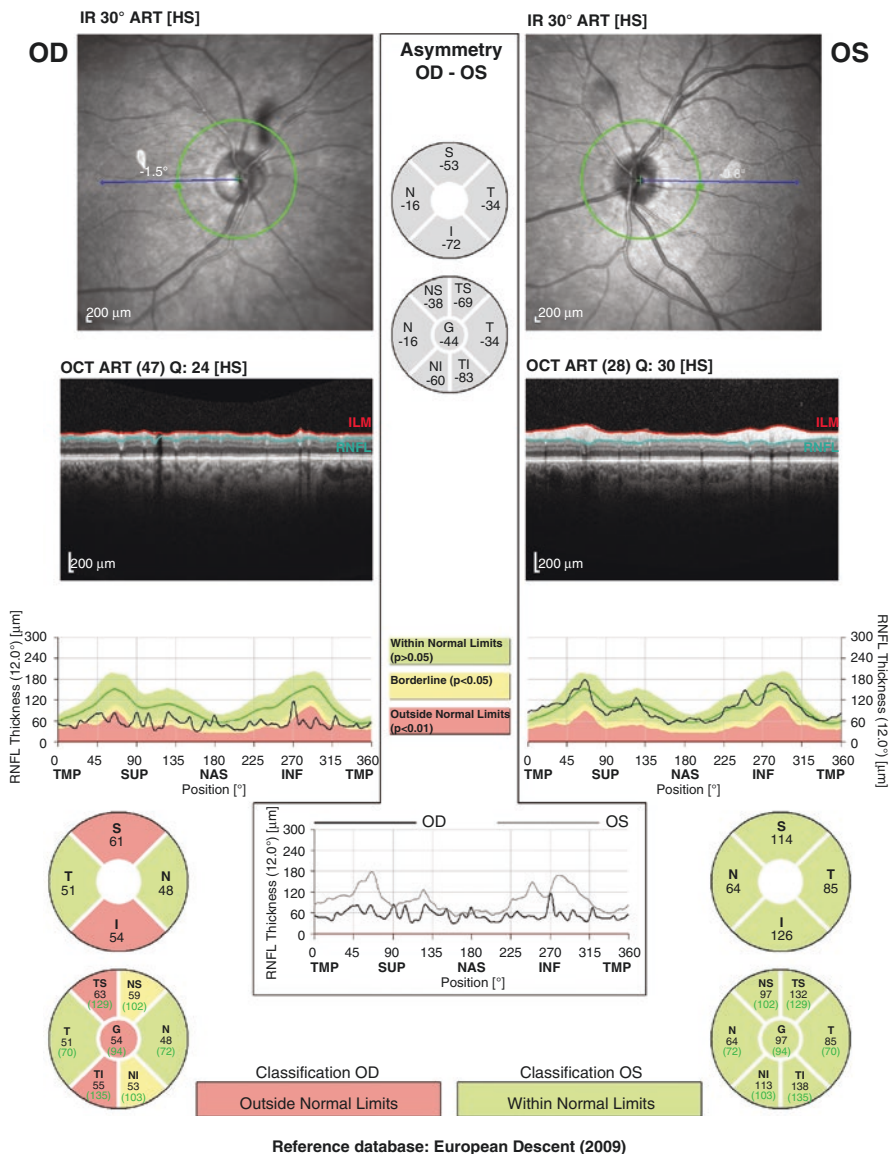 IR 30° ART [HS]
OD
Asymmetry
OD - OS
IR 30° ART [HS]
OS
-1.5°
200 µm
S
-53
N
-16
T
-34
I
-72
NS
-38
TS
-69
N
-16
G
-44
T
-34
NI
-60
TI
-83
200 µm
OCT ART (47) Q: 24 [HS]
ILM
RNFL
200 µm
OCT ART (28) Q: 30 [HS]
ILM
RNFL
200 µm
RNFL Thickness (12.0°) [µm]
300
240
180
120
60
0
0 45 90 135 180 225 270 315 360
TMP SUP NAS INF TMP
Position [°]
Within Normal Limits
(p>0.05)
Borderline (p<0.05)
Outside Normal Limits
(p<0.01)
300
240
180
120
60
0
RNFL Thickness (12.0°) [µm]
0 45 90 135 180 225 270 315 360
TMP SUP NAS INF TMP
Position [°]
S
61
T
51
N
48
I
54
OD OS
RNFL Thickness (12.0°) [µm]
300
240
180
120
60
0
0 45 90 135 180 225 270 315 360
TMP SUP NAS INF TMP
Position [°]
S
114
N
64
T
85
I
126
TS
63
(129)
NS
59
(102)
T
51
(70)
G
54
(94)
N
48
(72)
TI
55
(135)
NI
53
(103)
NS
97
(102)
TS
132
(129)
N
64
(72)
G
97
(94)
T
85
(70)
NI
113
(103)
TI
138
(135)
Classification OD
Outside Normal Limits
Classification OS
Within Normal Limits
Reference database: European Descent (2009)